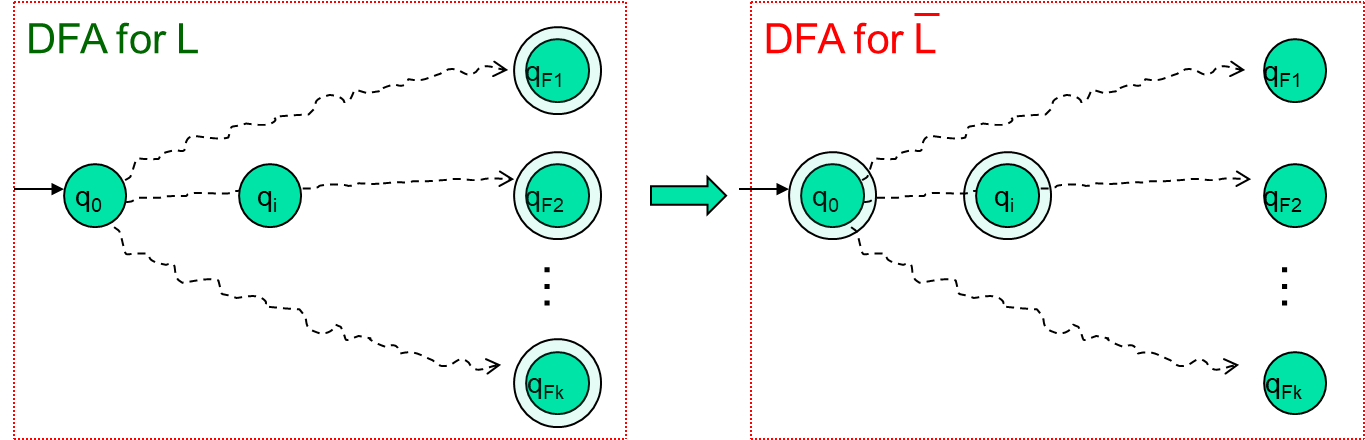 DFA for L
q0
qi
qF1
qF2
⋮
qFk
DFA for L̅
q0
qi
qF1
qF2
⋮
qFk